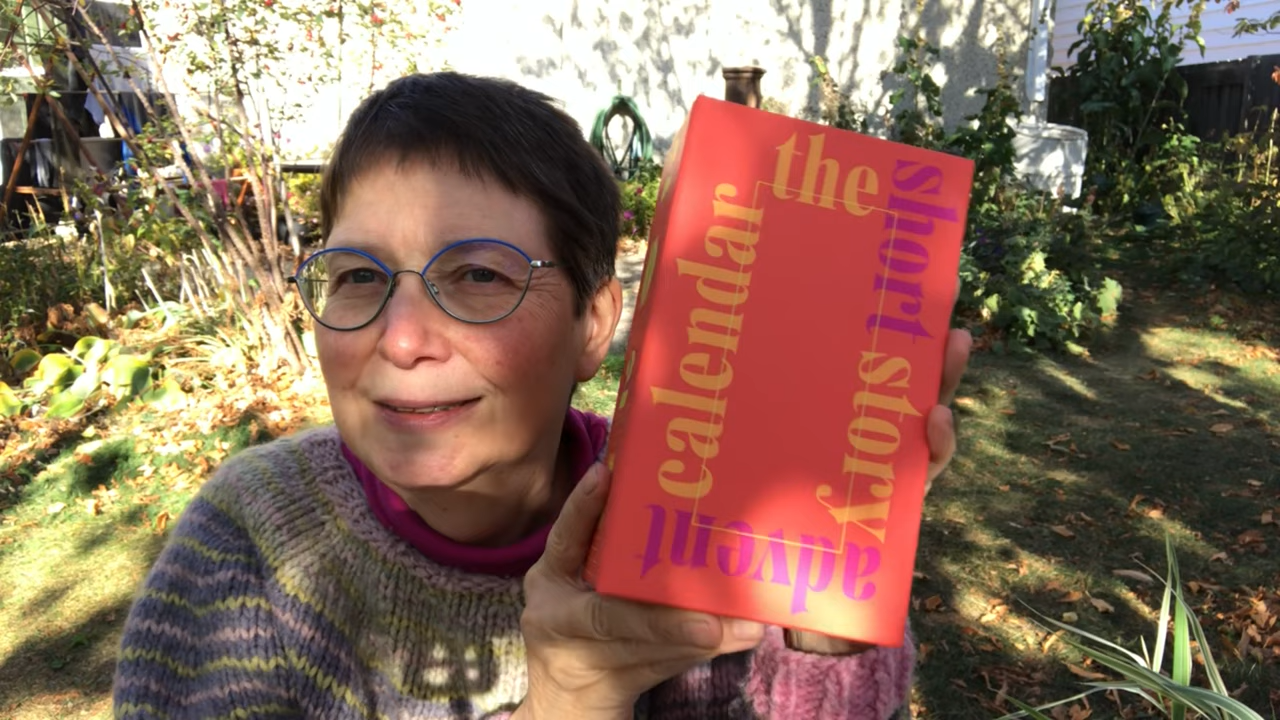 the
short story
advent
calendar